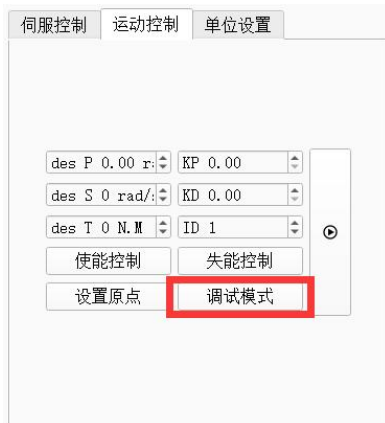 伺服控制 运动控制 单位设置
des P 0.00 r: KP 0.00
des S 0 rad/: KD 0.00
des T 0 N.M ID 1
使能控制 失能控制
设置原点 调试模式